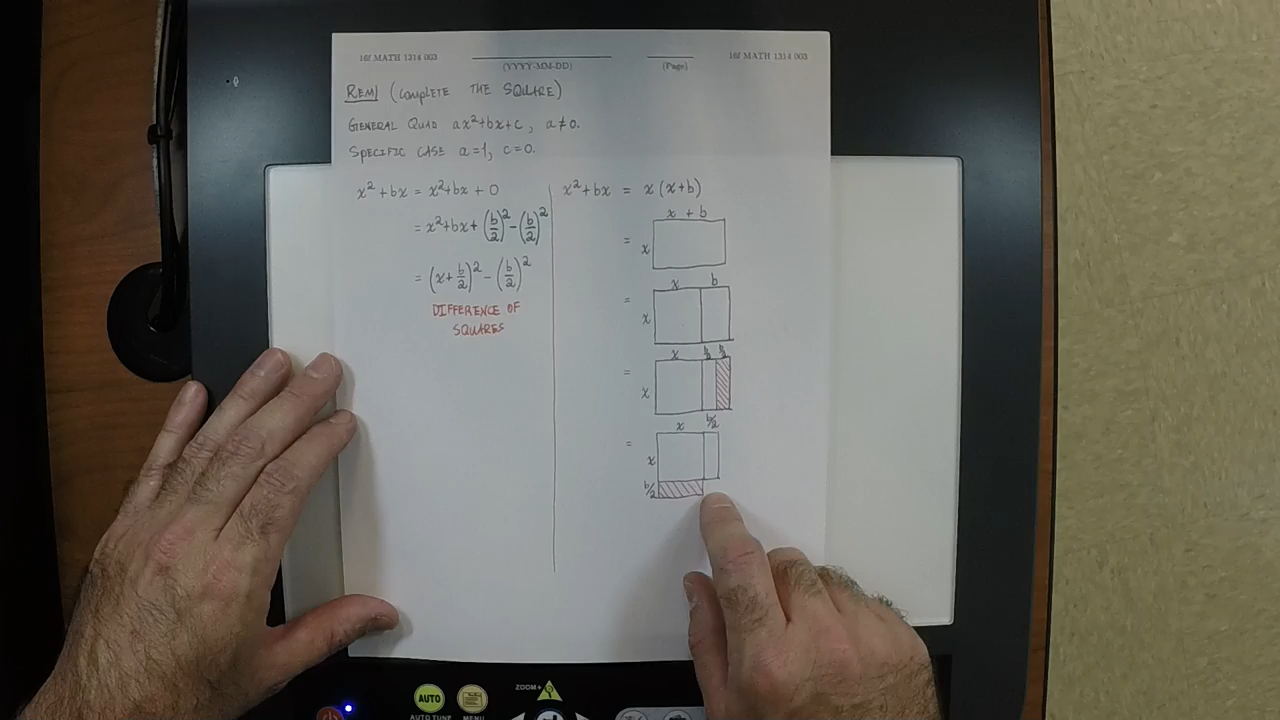 16f MATH 1314 003
(YYYY-MM-DD)
(Page)
16f MATH 1314 003
REM (COMPLETE THE SQUARE)
GENERAL QUAD ax²+bx+c, a≠0.
SPECIFIC CASE a=1, c=0.
x²+bx = x²+bx+0
= x²+bx+(b/2)²-(b/2)²
= (x+b/2)²-(b/2)²
DIFFERENCE OF
SQUARES
x²+bx = x(x+b)
x + b
= x
x b
= x
x b/2 b/2
= x
x b/2
= x
b/2
ZOOM+
AUTO
AUTO TUNE
MENU